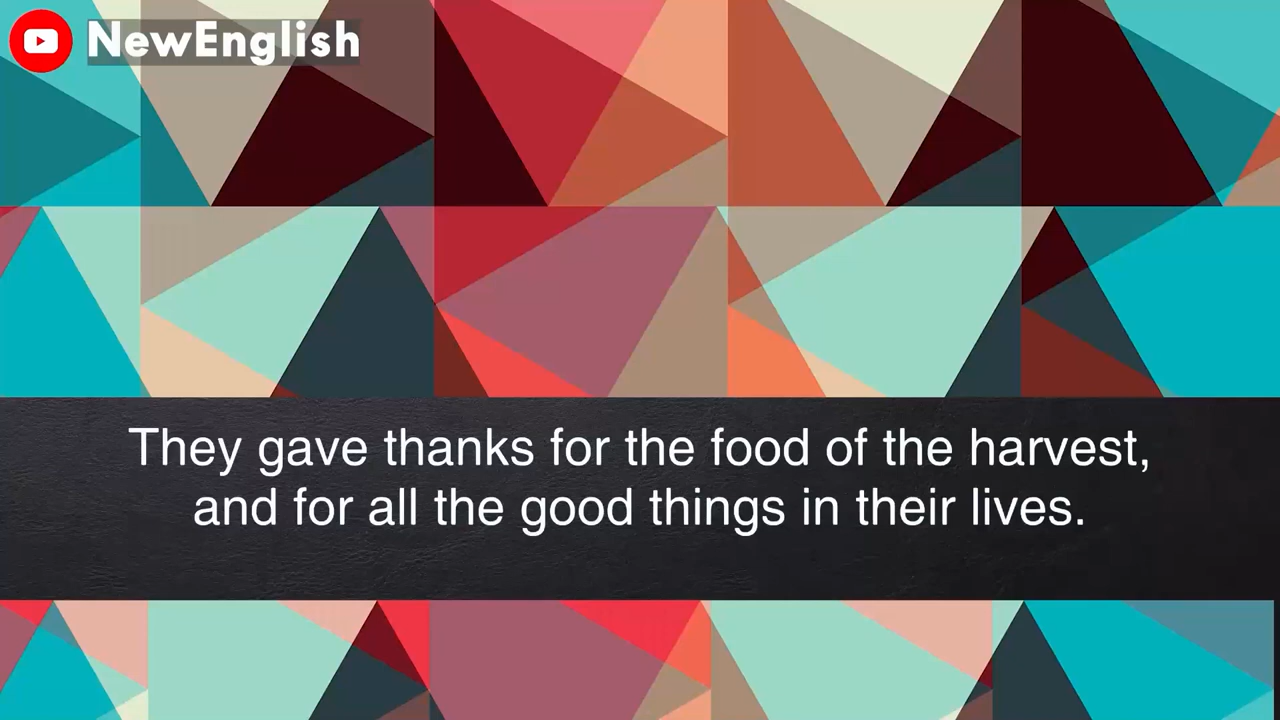 NewEnglish
They gave thanks for the food of the harvest,
and for all the good things in their lives.